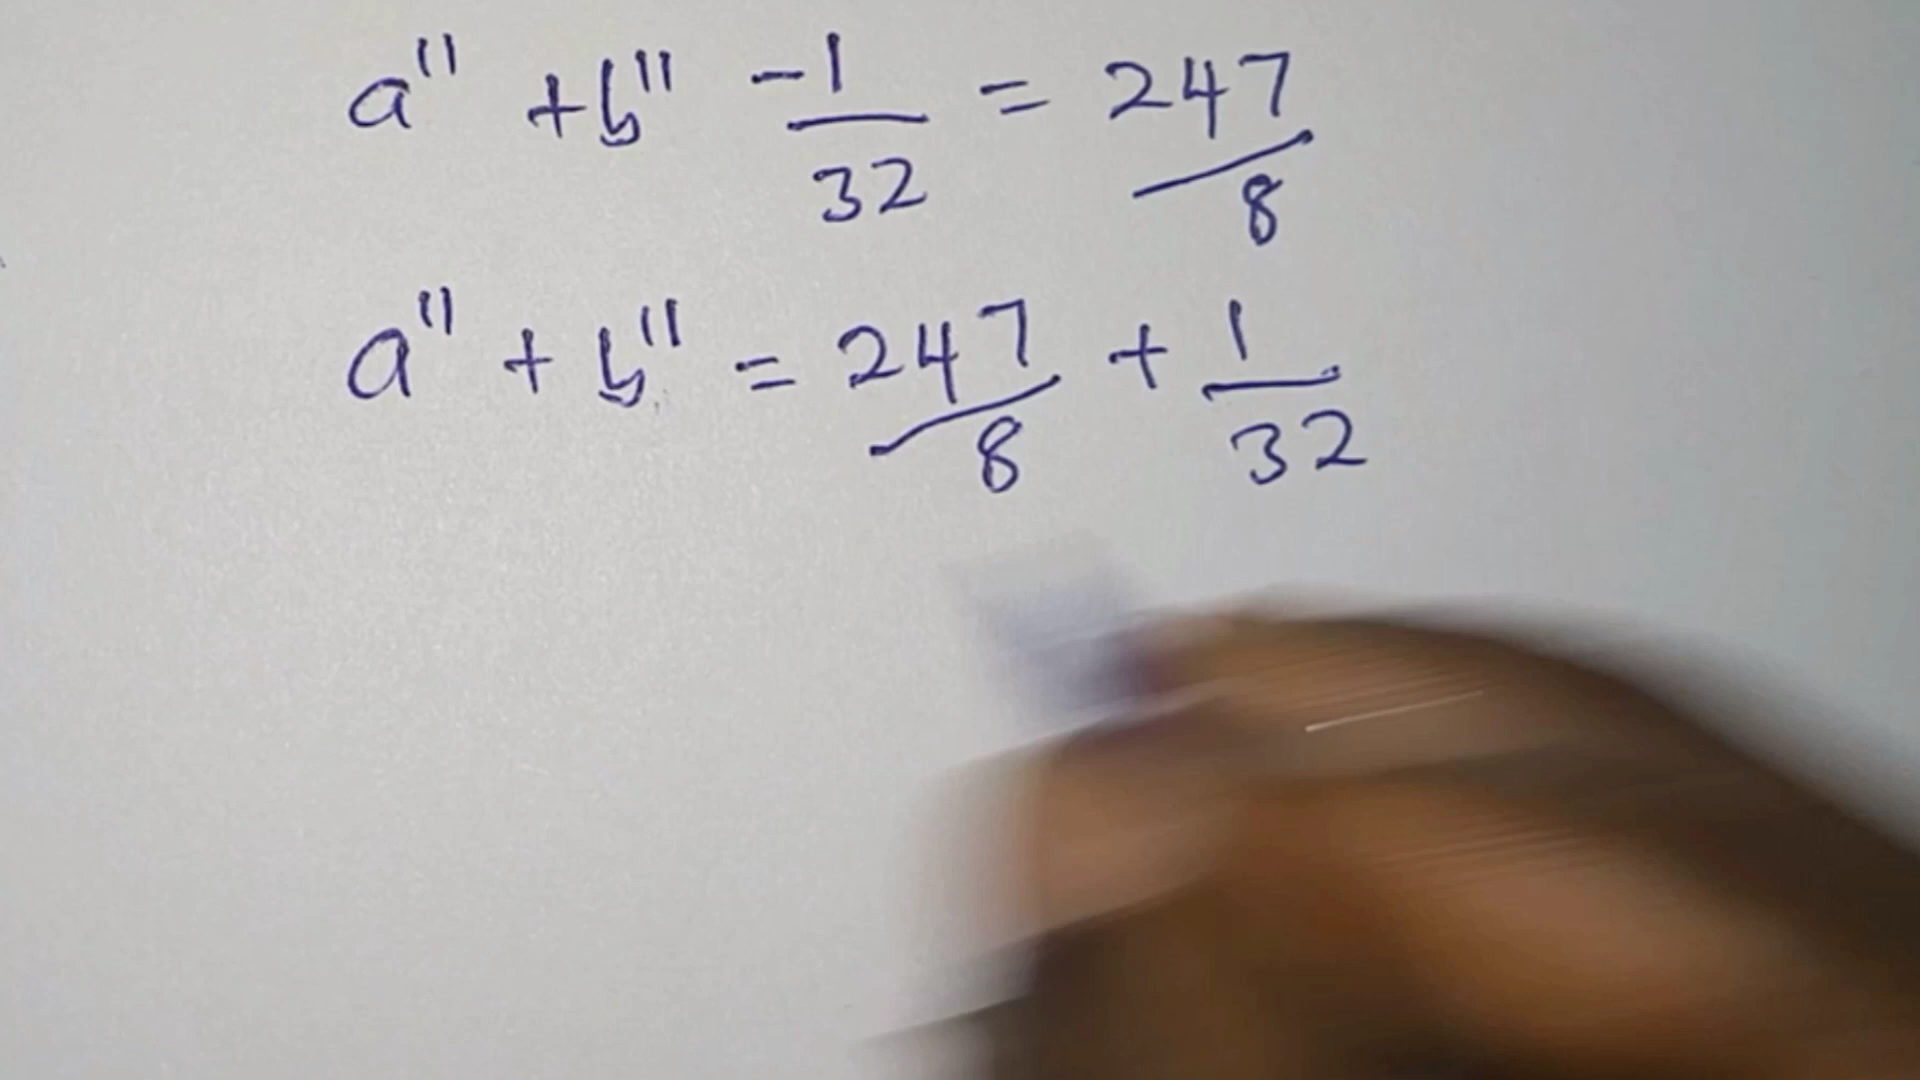 a¹¹ + b¹¹ - 1/32 = 247/8
a¹¹ + b¹¹ = 247/8 + 1/32